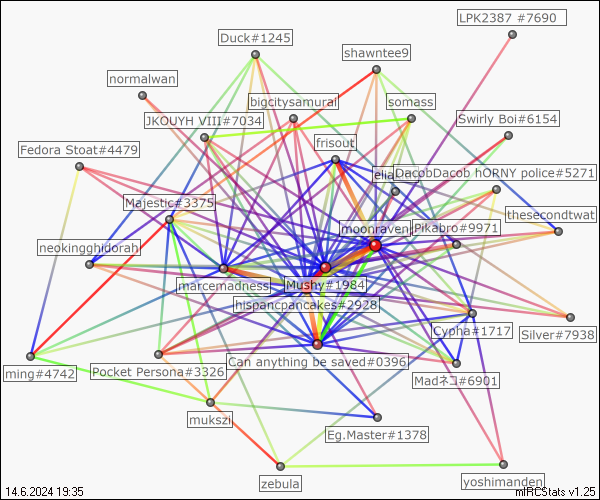 LPK2387 #7690
Duck#1245
shawntee9
normalwan
bigcitysamurai
somass
JKOUYH VIII#7034
Swirly Boi#6154
frisout
Fedora Stoat#4479
DacobDacob hORNY police#5271
Majestic#3375
thesecondtwat
moonraven
Pikabro#9971
neokingghidorah
marcemadness
Mushy#1984
hispancpancakes#2928
Cypha#1717
Silver#7938
Can anything be saved#0396
ming#4742
Pocket Persona#3326
Madネコ#6901
mukszi
Eg.Master#1378
zebula
yoshimanden
14.6.2024 19:35
mIRCStats v1.25